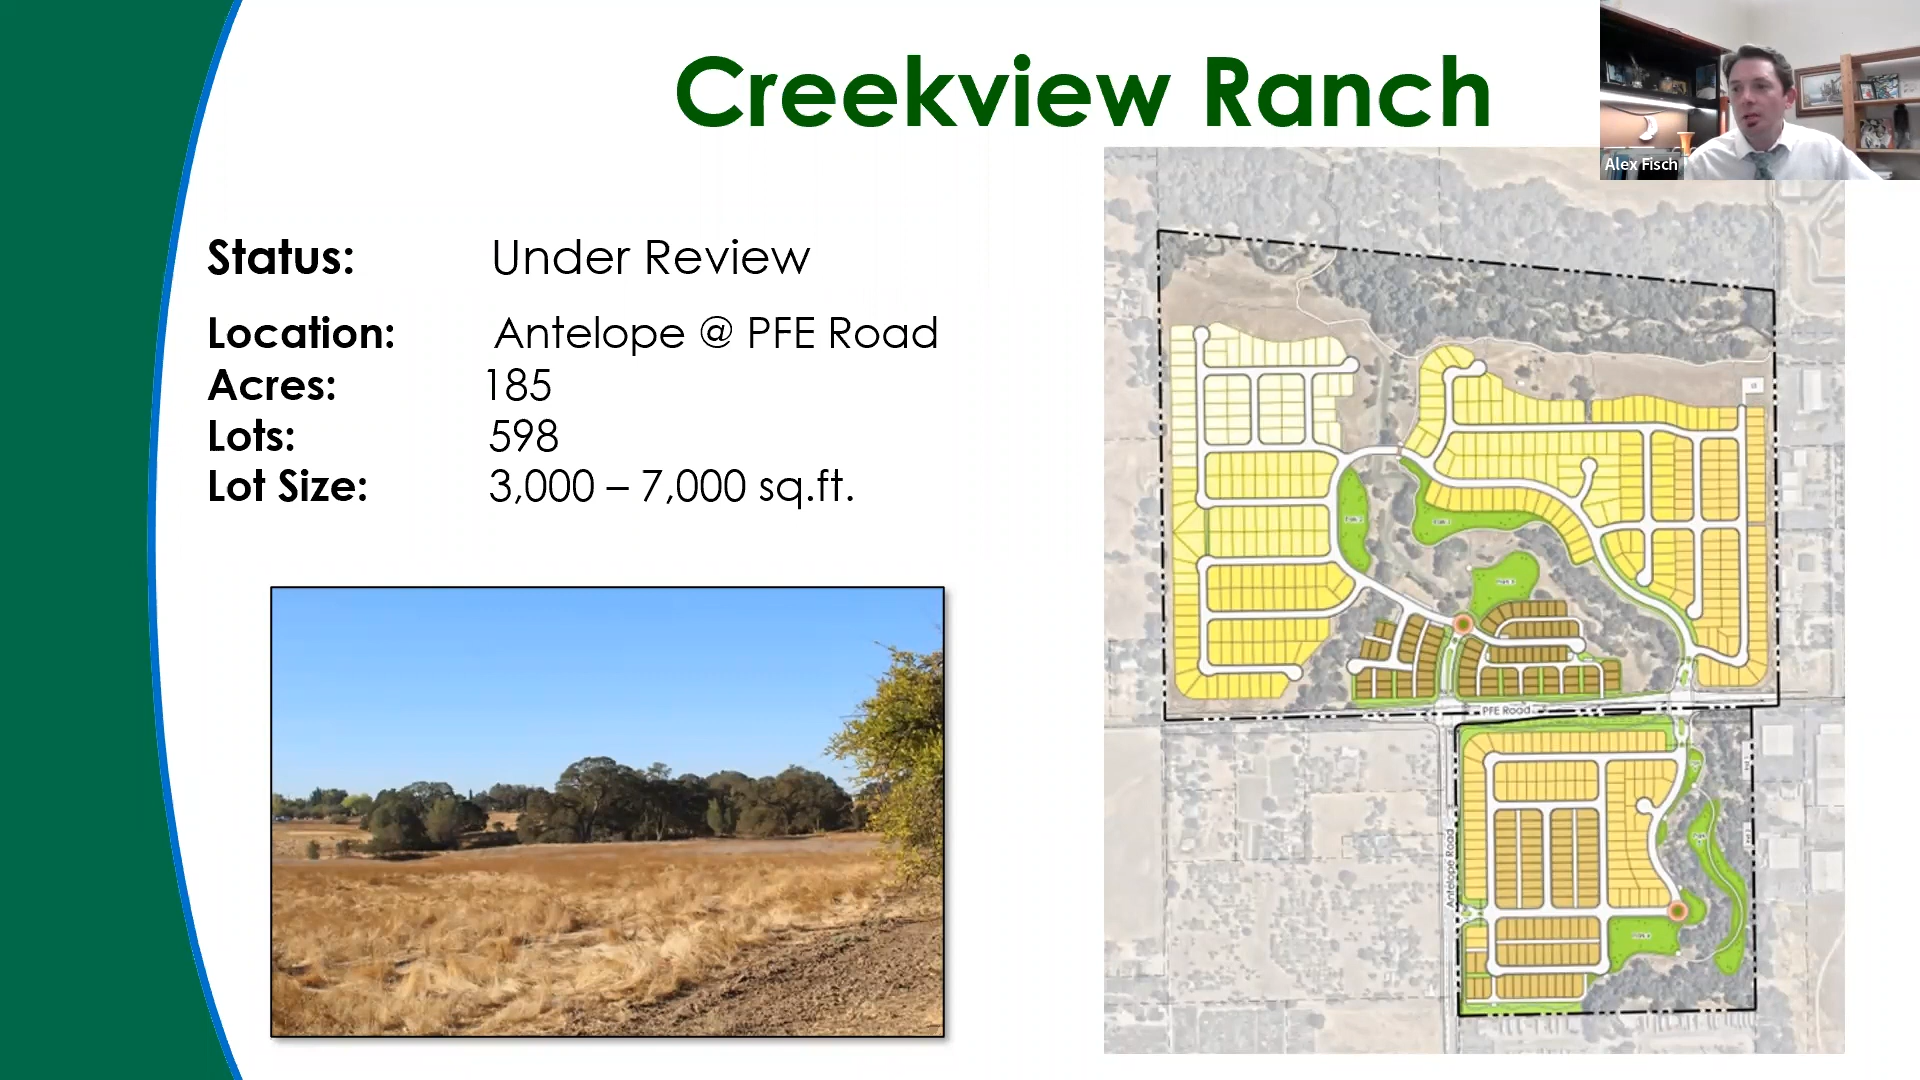 Creekview Ranch
Alex Fisch
Status: Under Review
Location: Antelope @ PFE Road
Acres: 185
Lots: 598
Lot Size: 3,000 – 7,000 sq.ft.
PFE Road
Antelope Road